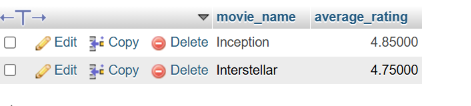 movie_name average_rating
Edit Copy Delete Inception 4.85000
Edit Copy Delete Interstellar 4.75000